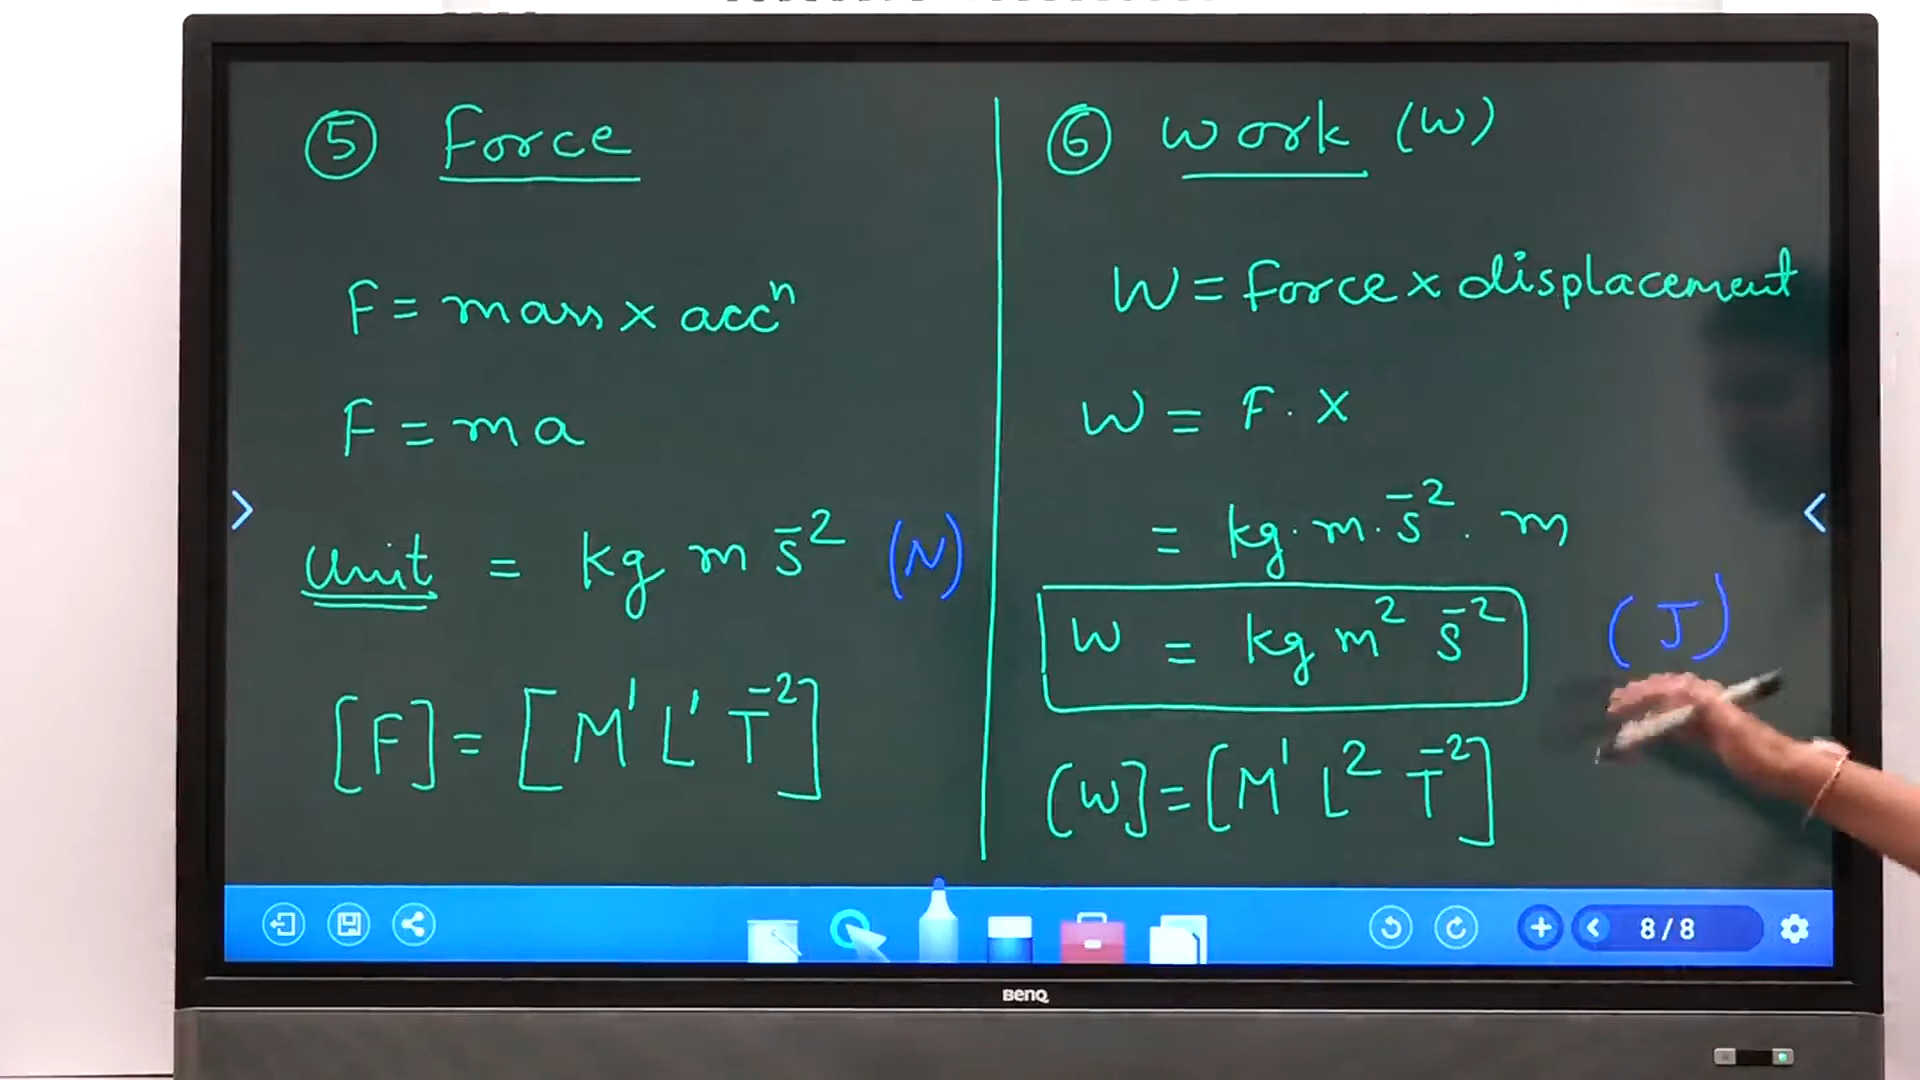 ⑤ Force
F = mass x accⁿ
F = ma
Unit = kg m s⁻² (N)
[F] = [M¹ L¹ T⁻²]
⑥ Work (W)
W = Force x displacement
W = F . x
= kg . m . s⁻² . m
W = kg m² s⁻² (J)
[W] = [M¹ L² T⁻²]
8 / 8
BenQ